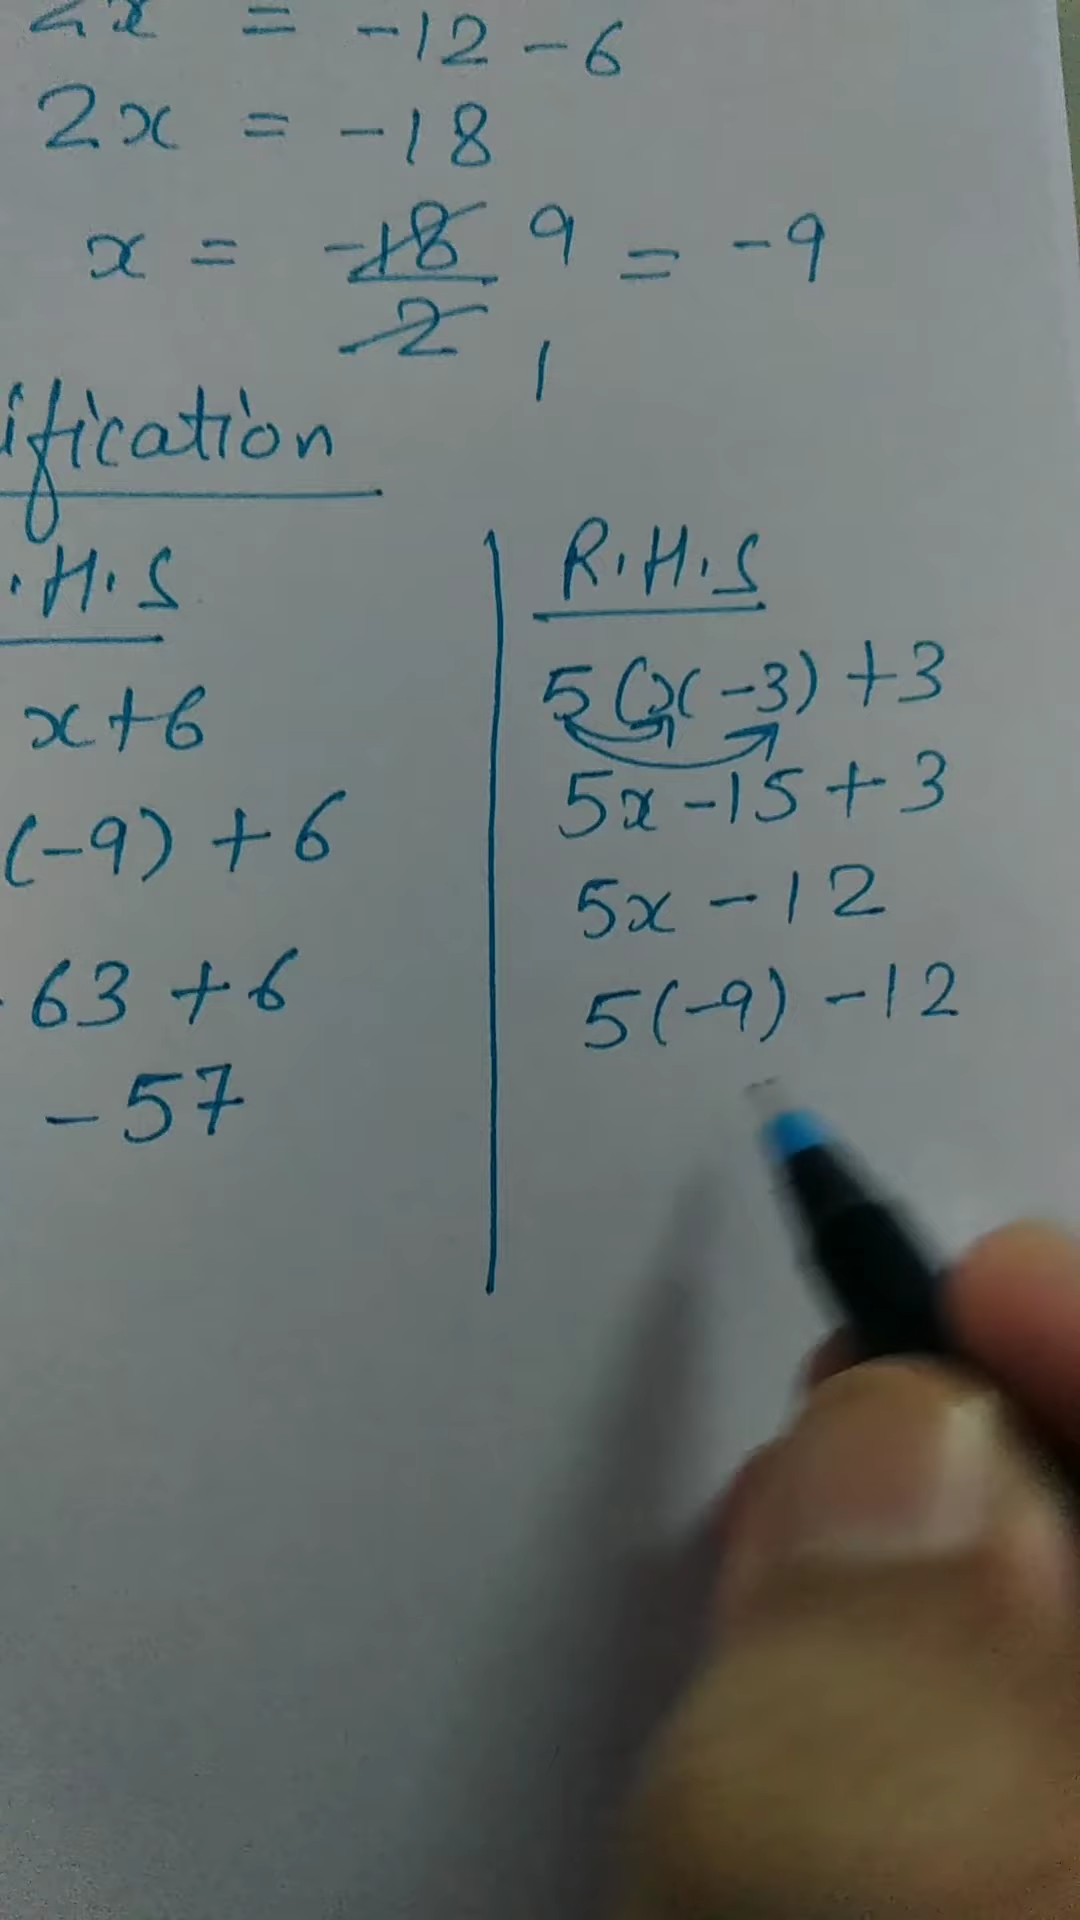 2x = -12 - 6
2x = -18
x = -18/2 9/1 = -9
ification
.H.S
x+6
(-9) + 6
- 63 + 6
- 57
R.H.S
5(x-3) +3
5x -15 + 3
5x - 12
5(-9) -12